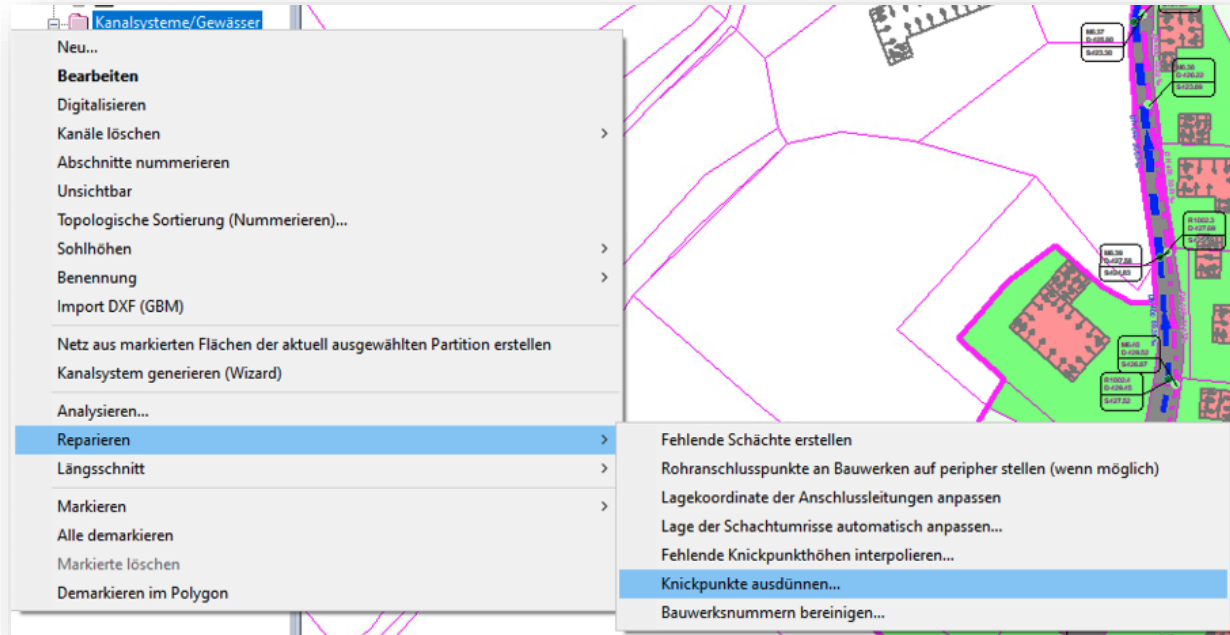 Kanalsysteme/Gewässer
Neu...
Bearbeiten
Digitalisieren
Kanäle löschen
Abschnitte nummerieren
Unsichtbar
Topologische Sortierung (Nummerieren)...
Sohlhöhen
Benennung
Import DXF (GBM)
Netz aus markierten Flächen der aktuell ausgewählten Partition erstellen
Kanalsystem generieren (Wizard)
Analysieren...
Reparieren
Längsschnitt
Markieren
Alle demarkieren
Markierte löschen
Demarkieren im Polygon
Fehlende Schächte erstellen
Rohranschlusspunkte an Bauwerken auf peripher stellen (wenn möglich)
Lagekoordinate der Anschlussleitungen anpassen
Lage der Schachtumrisse automatisch anpassen...
Fehlende Knickpunkthöhen interpolieren...
Knickpunkte ausdünnen...
Bauwerksnummern bereinigen...